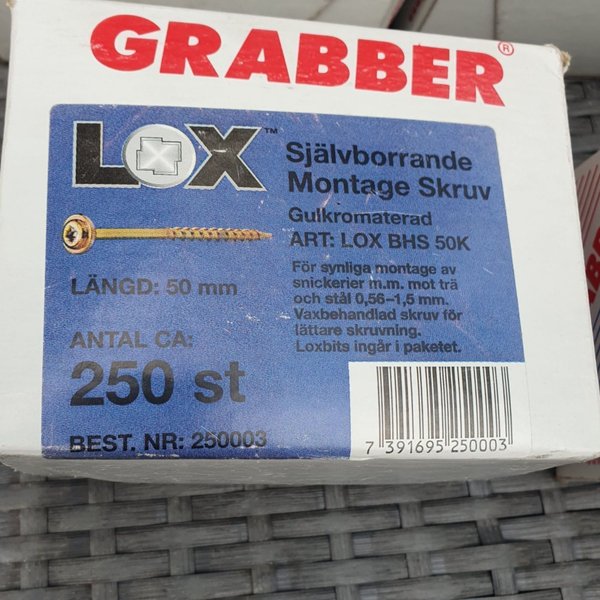 GRABBER®
LOX™
Självborrande
Montage Skruv
Gulkromaterad
ART: LOX BHS 50K
För synliga montage av
snickerier m.m. mot trä
och stål 0,56–1,5 mm.
Vaxbehandlad skruv för
lättare skruvning.
Loxbits ingår i paketet.
LÄNGD: 50 mm
ANTAL CA:
250 st
BEST. NR: 250003
7 391695 250003